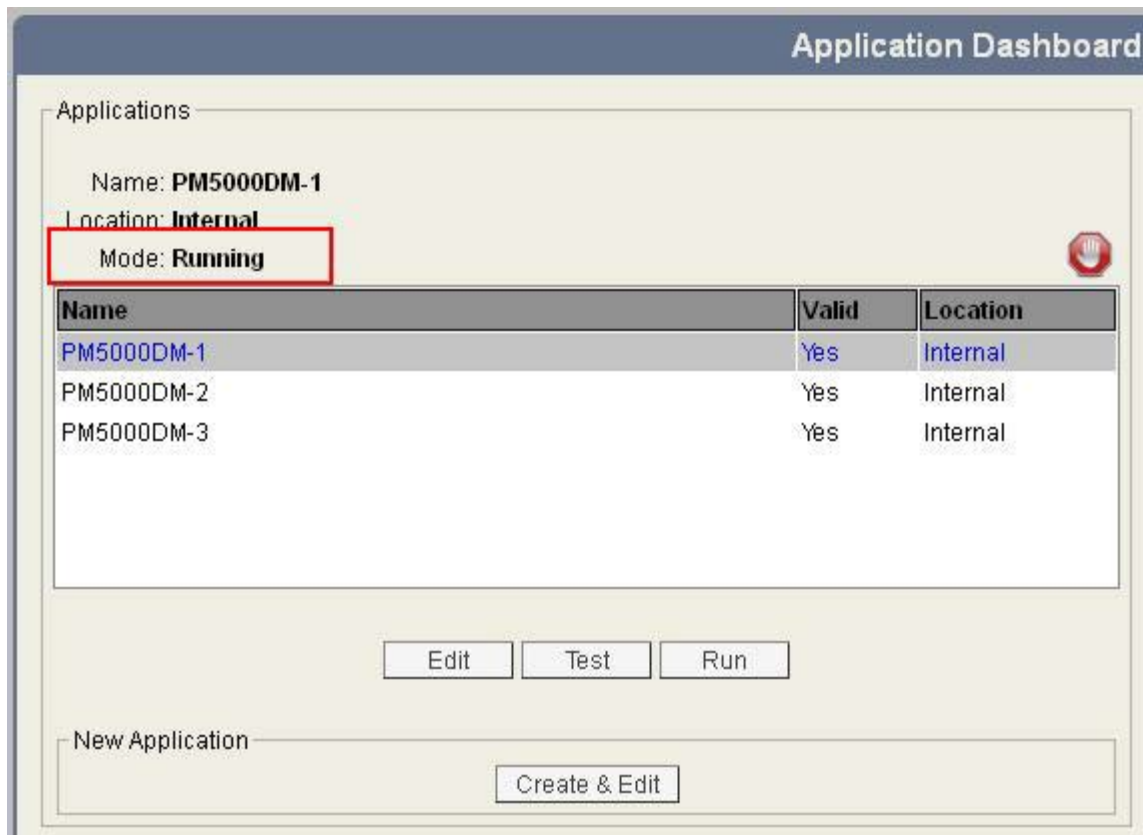 Application Dashboard
Applications
Name: PM5000DM-1
Location: Internal
Mode: Running
Name Valid Location
PM5000DM-1 Yes Internal
PM5000DM-2 Yes Internal
PM5000DM-3 Yes Internal
Edit Test Run
New Application
Create & Edit